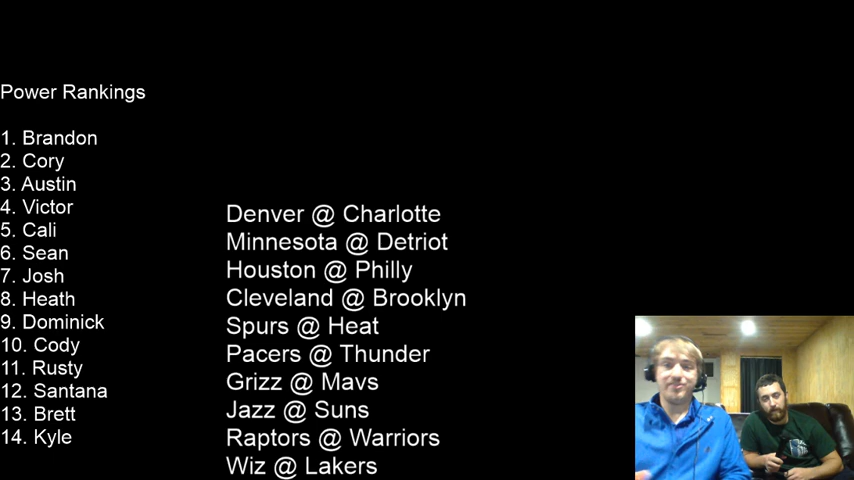 Power Rankings
1. Brandon
2. Cory
3. Austin
4. Victor
5. Cali
6. Sean
7. Josh
8. Heath
9. Dominick
10. Cody
11. Rusty
12. Santana
13. Brett
14. Kyle
Denver @ Charlotte
Minnesota @ Detriot
Houston @ Philly
Cleveland @ Brooklyn
Spurs @ Heat
Pacers @ Thunder
Grizz @ Mavs
Jazz @ Suns
Raptors @ Warriors
Wiz @ Lakers